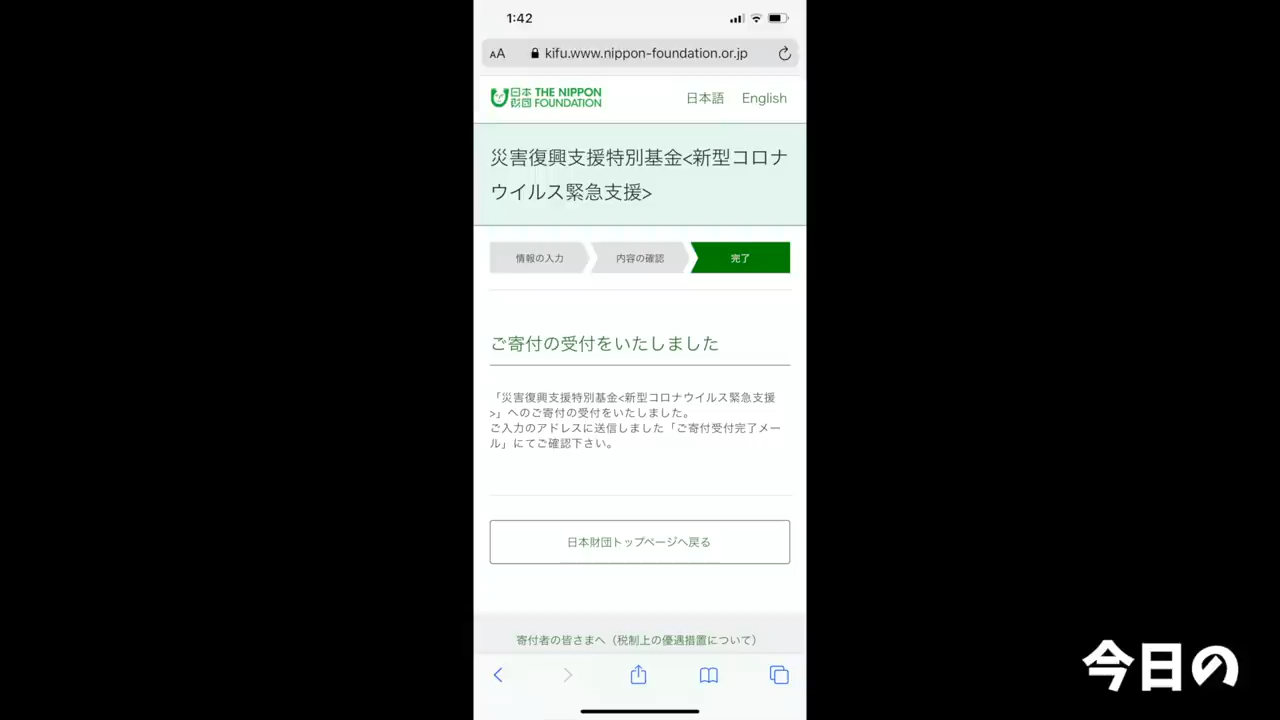 1:42
AA kifu.www.nippon-foundation.or.jp
日本 THE NIPPON
財団 FOUNDATION
日本語 English
災害復興支援特別基金<新型コロナ
ウイルス緊急支援>
情報の入力 内容の確認 完了
ご寄付の受付をいたしました
「災害復興支援特別基金<新型コロナウイルス緊急支援
>」へのご寄付の受付をいたしました。
ご入力のアドレスに送信しました「ご寄付受付完了メー
ル」にてご確認下さい。
日本財団トップページへ戻る
寄付者の皆さまへ（税制上の優遇措置について）
今日の